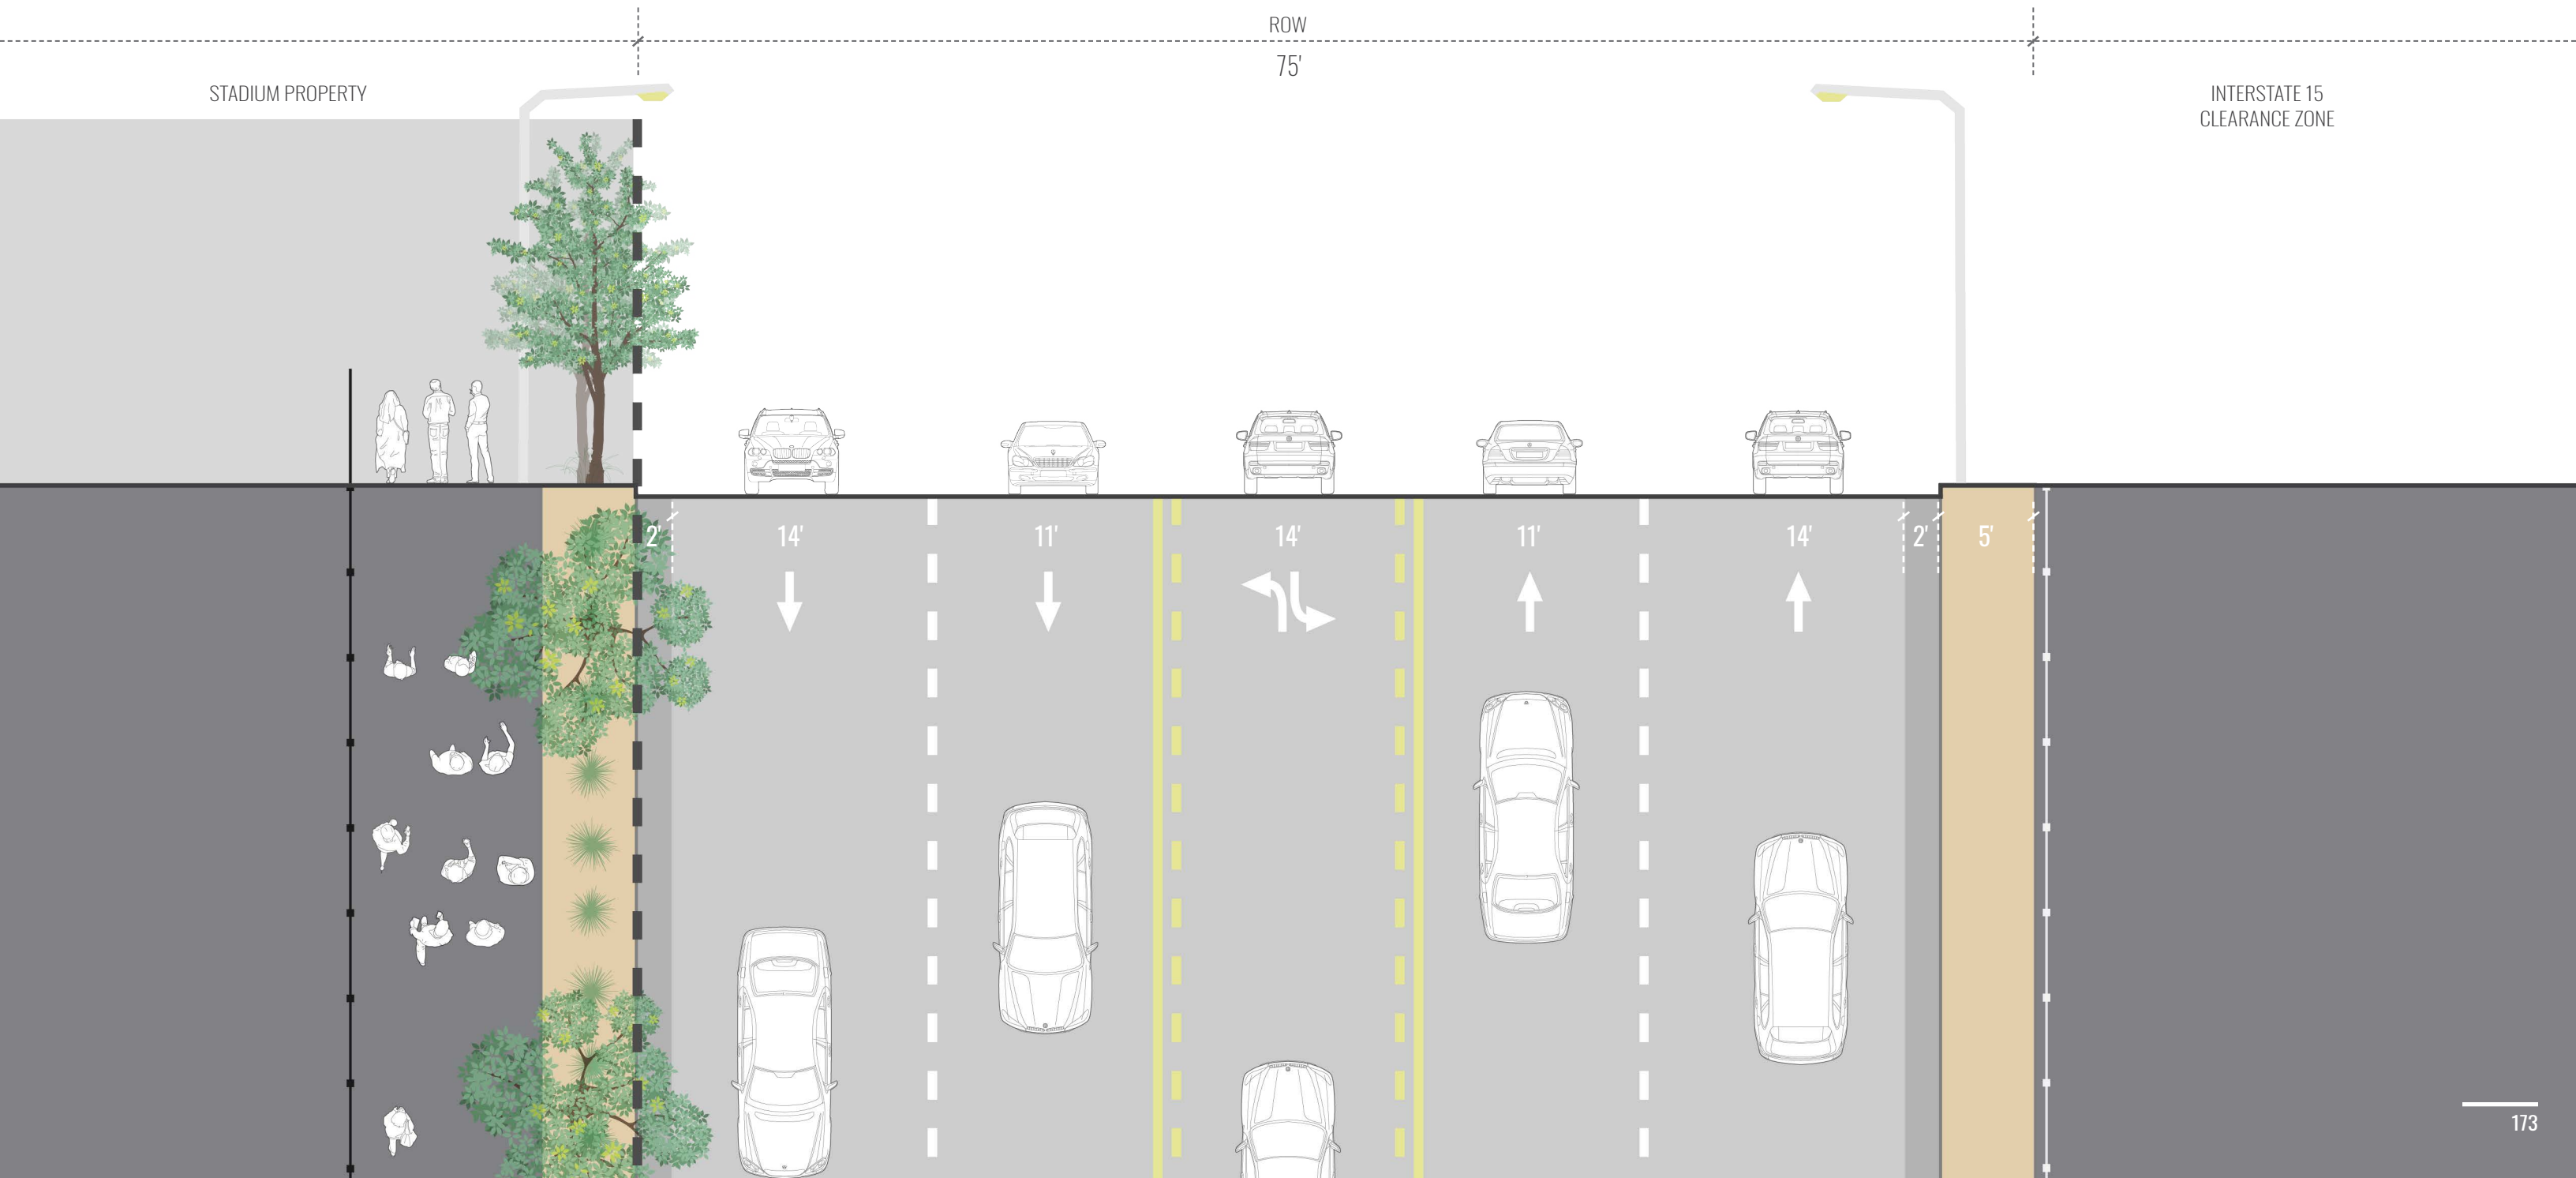 ROW
75'
STADIUM PROPERTY
INTERSTATE 15
CLEARANCE ZONE
2' 14' 11' 14' 11' 14' 2' 5'
173